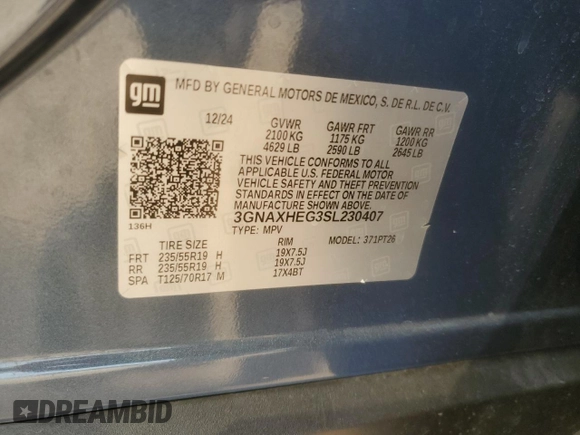 gm
MFD BY GENERAL MOTORS DE MEXICO, S. DE R.L. DE C.V.
12/24 GVWR GAWR FRT GAWR RR
2100 KG 1175 KG 1200 KG
4629 LB 2590 LB 2645 LB
THIS VEHICLE CONFORMS TO ALL
APPLICABLE U.S. FEDERAL MOTOR
VEHICLE SAFETY AND THEFT PREVENTION
STANDARDS IN EFFECT ON THE DATE OF
MANUFACTURE SHOWN ABOVE.
3GNAXHEG3SL230407
136H
TYPE: MPV MODEL: 371PT26
TIRE SIZE RIM
FRT 235/55R19 H 19X7.5J
RR 235/55R19 H 19X7.5J
SPA T125/70R17 M 17X4BT
DREAMBID